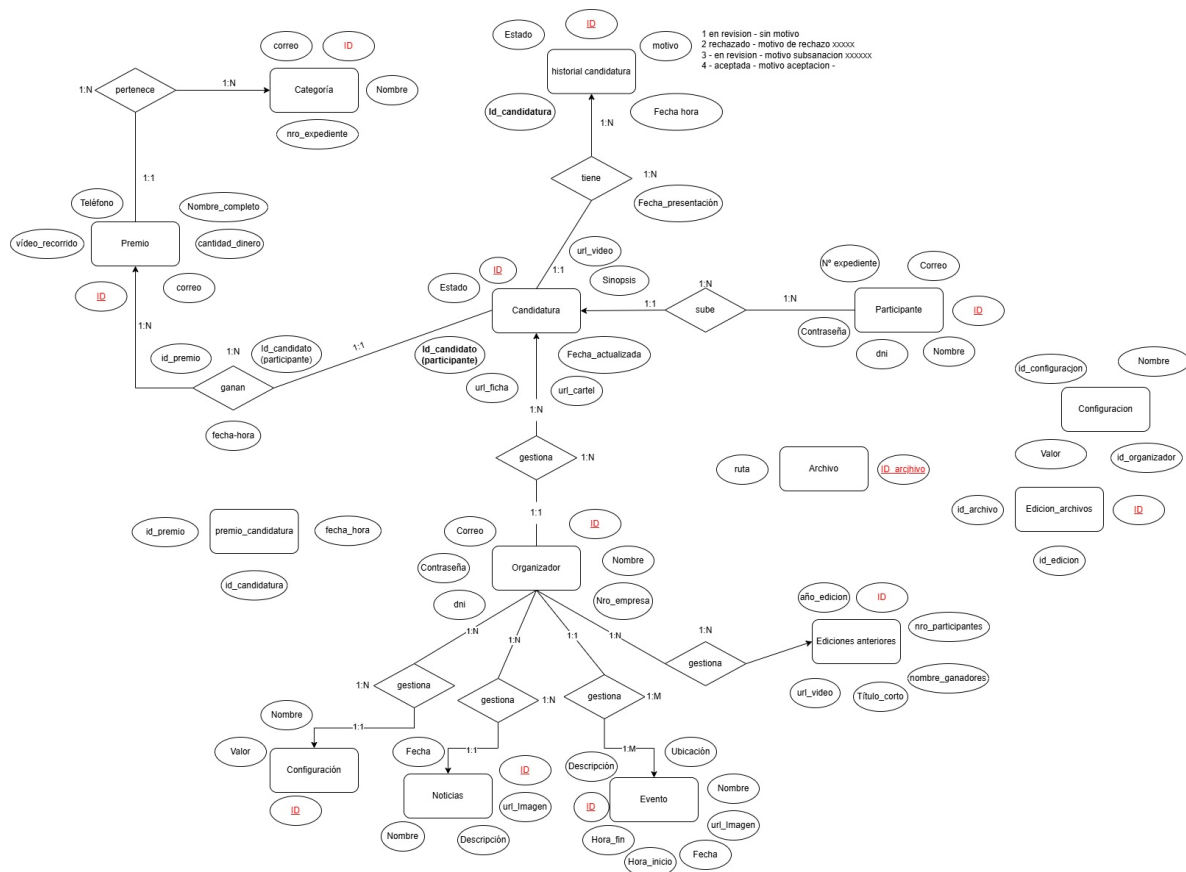 ID
Estado
motivo
historial candidatura
Id_candidatura
Fecha hora
1 en revision - sin motivo
2 rechazado - motivo de rechazo xxxxx
3 - en revision - motivo subsanacion xxxxxx
4 - aceptada - motivo aceptacion -
correo
ID
Categoría
Nombre
nro_expediente
1:N
pertenece
1:N
1:1
1:N
tiene
1:N
1:1
Teléfono
Nombre_completo
vídeo_recorrido
Premio
cantidad_dinero
ID
correo
1:N
Fecha_presentación
url_video
Sinopsis
ID
Estado
Candidatura
Id_candidato
(participante)
Fecha_actualizada
url_ficha
url_cartel
1:1
1:N
sube
1:N
Nº expediente
Correo
Participante
ID
Contraseña
dni
Nombre
id_premio
1:N
Id_candidato
(participante)
1:1
ganan
fecha-hora
id_configuracjon
Nombre
Configuracion
Valor
id_organizador
1:N
gestiona
1:N
1:1
ruta
Archivo
ID_arcjhivo
id_archivo
Edicion_archivos
ID
id_edicion
id_premio
premio_candidatura
fecha_hora
id_candidatura
Correo
ID
Contraseña
Organizador
Nombre
dni
Nro_empresa
año_edicion
ID
Ediciones anteriores
nro_participantes
nombre_ganadores
url_video
Título_corto
1:N
1:N
1:1
1:N
1:N
gestiona
1:N
gestiona
gestiona
1:N
gestiona
1:M
Nombre
1:1
Valor
Configuración
ID
Fecha
1:1
ID
Noticias
url_Imagen
Nombre
Descripción
1:M
Ubicación
Descripción
ID
Evento
Nombre
url_Imagen
Hora_fin
Hora_inicio
Fecha